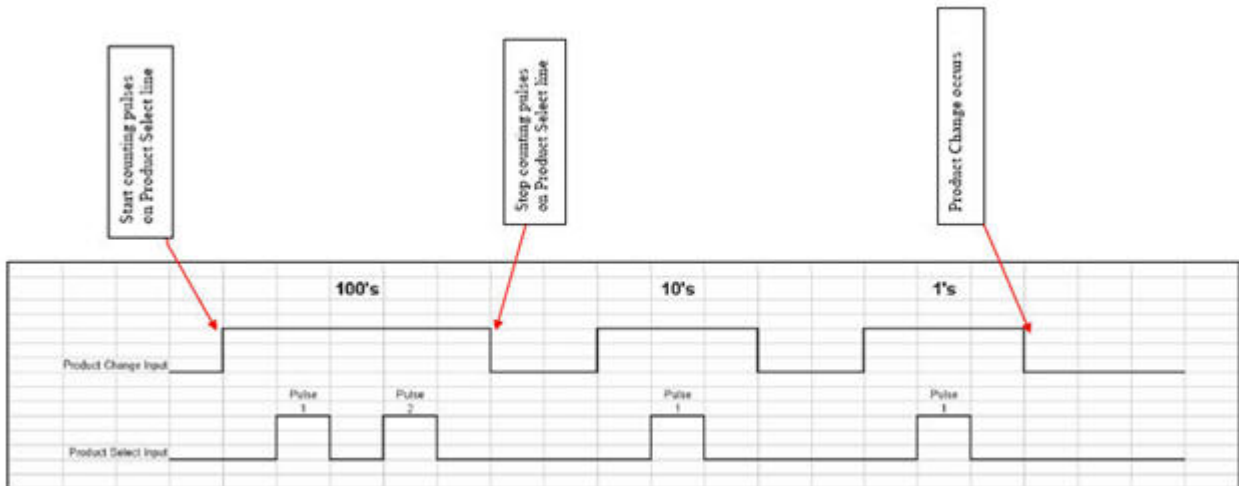 Start counting pulses
on Product Select line
Stop counting pulses
on Product Select line
Product Change occurs
100's
10's
1's
Product Change Input
Pulse
1
Pulse
2
Pulse
1
Pulse
1
Product Select Input